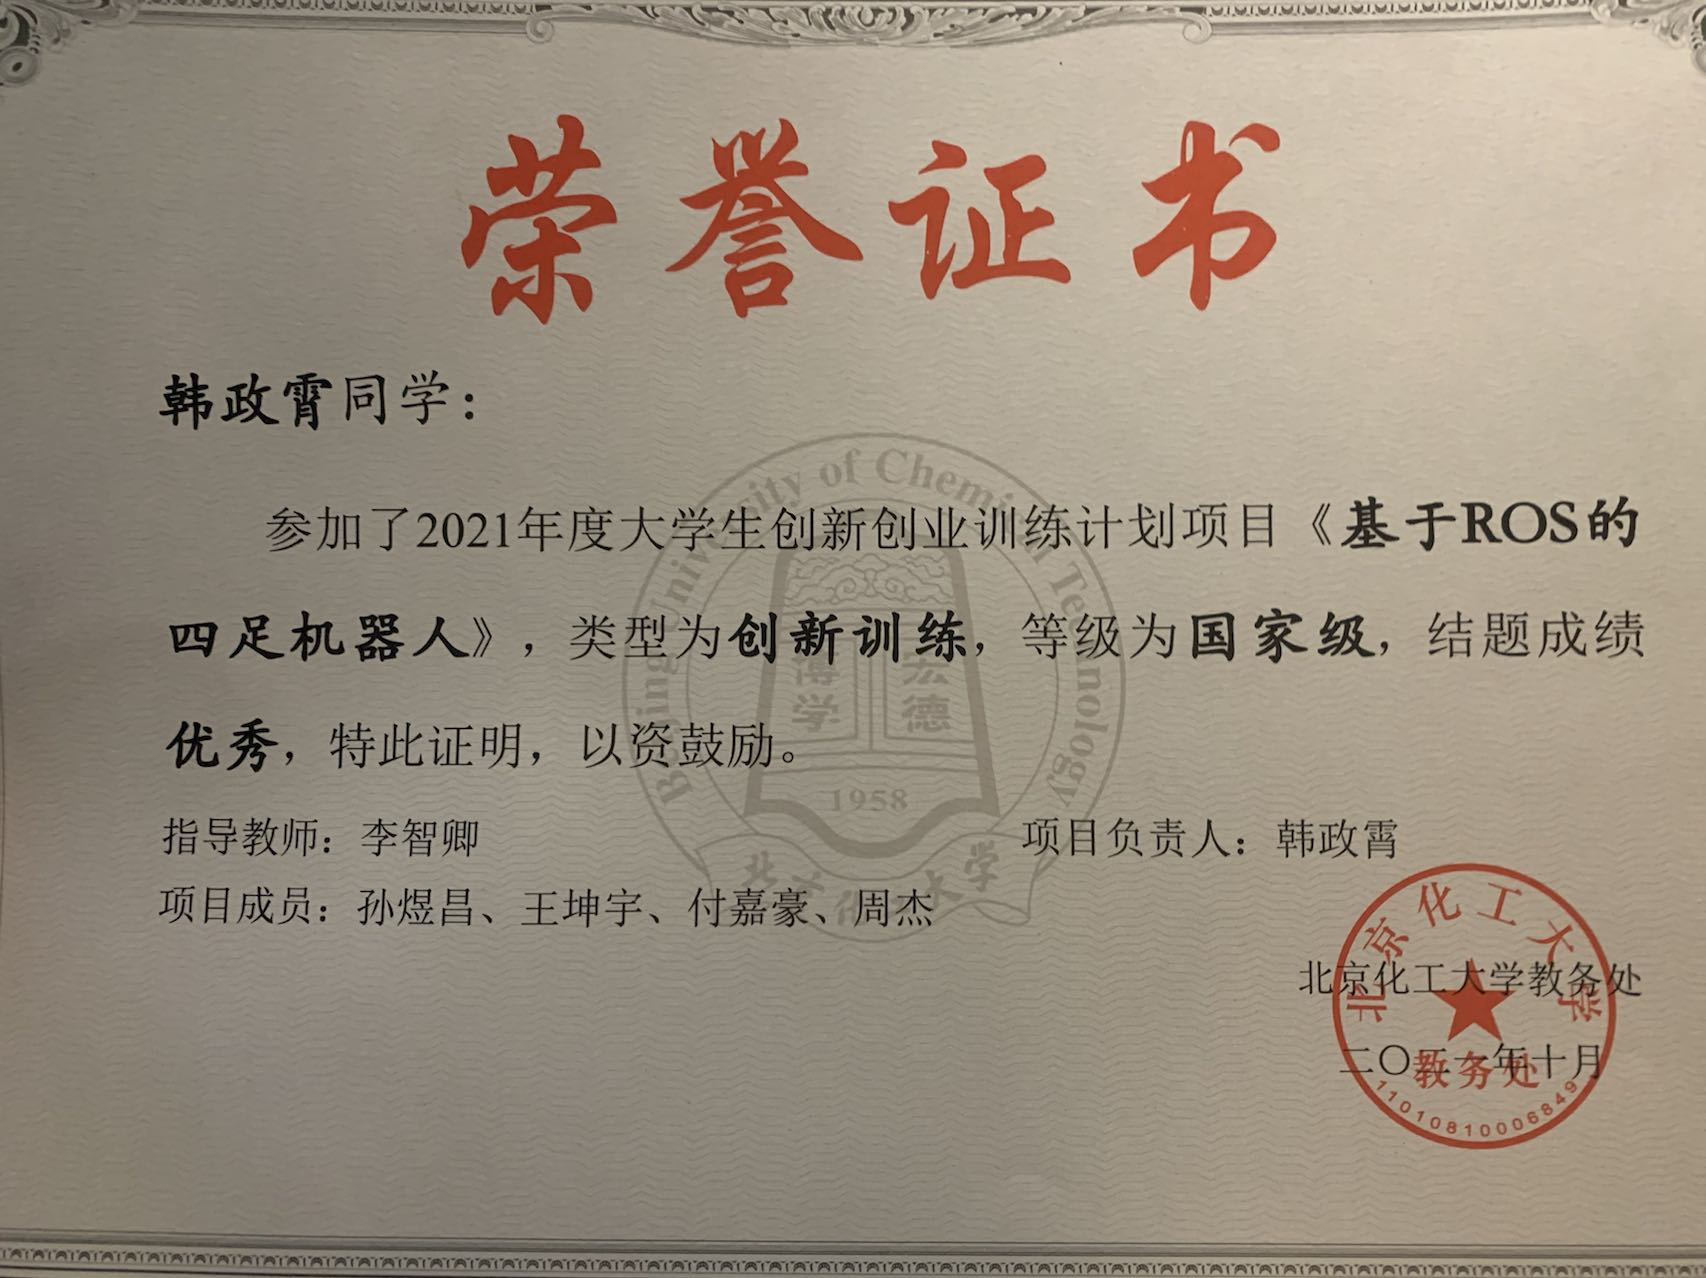 荣誉证书
韩政霄同学：
参加了2021年度大学生创新创业训练计划项目《基于ROS的
四足机器人》，类型为创新训练，等级为国家级，结题成绩
优秀，特此证明，以资鼓励。
指导教师：李智卿
项目负责人：韩政霄
项目成员：孙煜昌、王坤宇、付嘉豪、周杰
北京化工大学教务处
二〇二一年十月
北京化工大学
教务处
11010810006849
Beijing University of Chemical Technology
博学
宏德
1958
北京化工大学